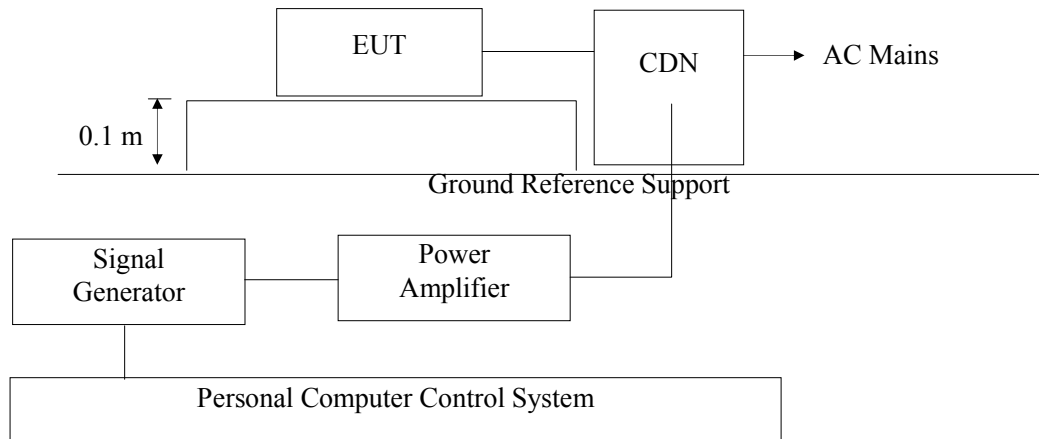 EUT
CDN
AC Mains
0.1 m
Ground Reference Support
Signal
Generator
Power
Amplifier
Personal Computer Control System